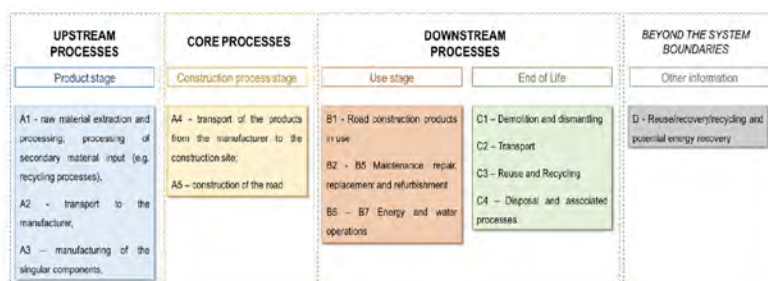 UPSTREAM
PROCESSES
Product stage
A1 - raw material extraction and
processing, processing of
secondary material input (e.g.
recycling processes),
A2 - transport to the
manufacturer,
A3 – manufacturing of the
singular components,
CORE PROCESSES
Construction process stage
A4 - transport of the products
from the manufacturer to the
construction site;
A5 – construction of the road
DOWNSTREAM
PROCESSES
Use stage
B1 - Road construction products
in use
B2 - B5 Maintenance repair,
replacement and refurbishment
B6 – B7 Energy and water
operations
End of Life
C1 – Demolition and dismantling
C2 – Transport
C3 – Reuse and Recycling
C4 – Disposal and associated
processes
BEYOND THE SYSTEM
BOUNDARIES
Other information
D - Reuse/recovery/recycling and
potential energy recovery